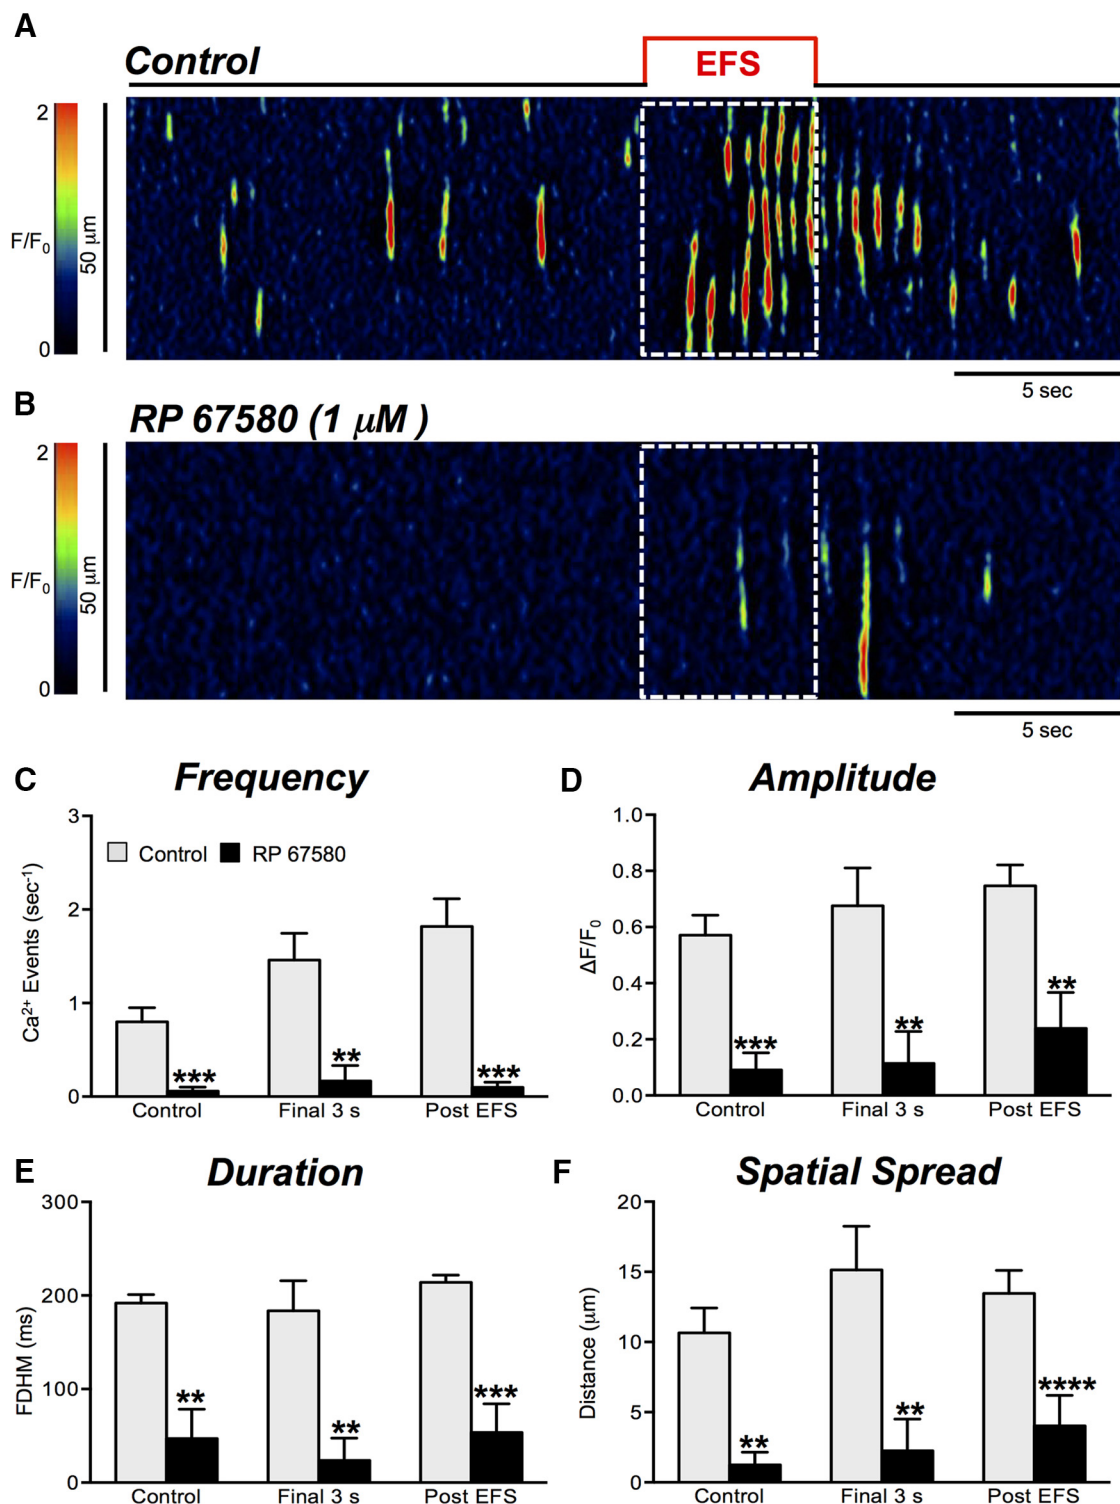 A
Control
EFS
2
F/F0
50 μm
0
5 sec
B
RP 67580 (1 μM )
2
F/F0
50 μm
0
5 sec
C
Frequency
3
2
1
0
Ca2+ Events (sec-1)
Control
RP 67580
***
**
***
Control
Final 3 s
Post EFS
D
Amplitude
1.0
0.8
0.6
0.4
0.2
0.0
ΔF/F0
***
**
**
Control
Final 3 s
Post EFS
E
Duration
300
200
100
0
FDHM (ms)
**
**
***
Control
Final 3 s
Post EFS
F
Spatial Spread
20
15
10
5
0
Distance (μm)
**
**
****
Control
Final 3 s
Post EFS